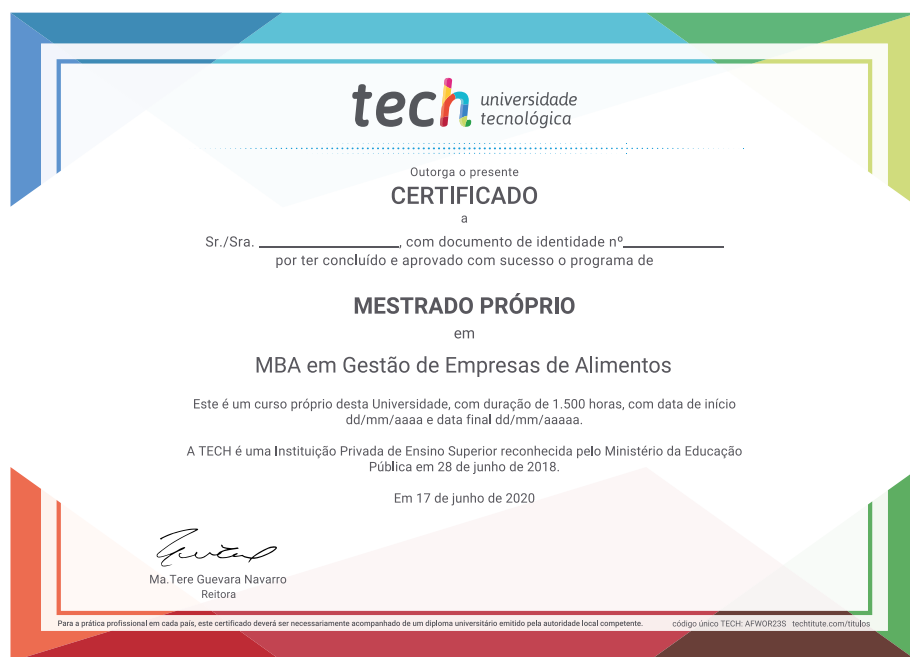 tech universidade
tecnológica
Outorga o presente
CERTIFICADO
a
Sr./Sra. ________________, com documento de identidade nº____________
por ter concluído e aprovado com sucesso o programa de
MESTRADO PRÓPRIO
em
MBA em Gestão de Empresas de Alimentos
Este é um curso próprio desta Universidade, com duração de 1.500 horas, com data de início
dd/mm/aaaa e data final dd/mm/aaaaa.
A TECH é uma Instituição Privada de Ensino Superior reconhecida pelo Ministério da Educação
Pública em 28 de junho de 2018.
Em 17 de junho de 2020
Ma.Tere Guevara Navarro
Reitora
Para a prática profissional em cada país, este certificado deverá ser necessariamente acompanhado de um diploma universitário emitido pela autoridade local competente. código único TECH: AFWOR23S techtitute.com/titulos